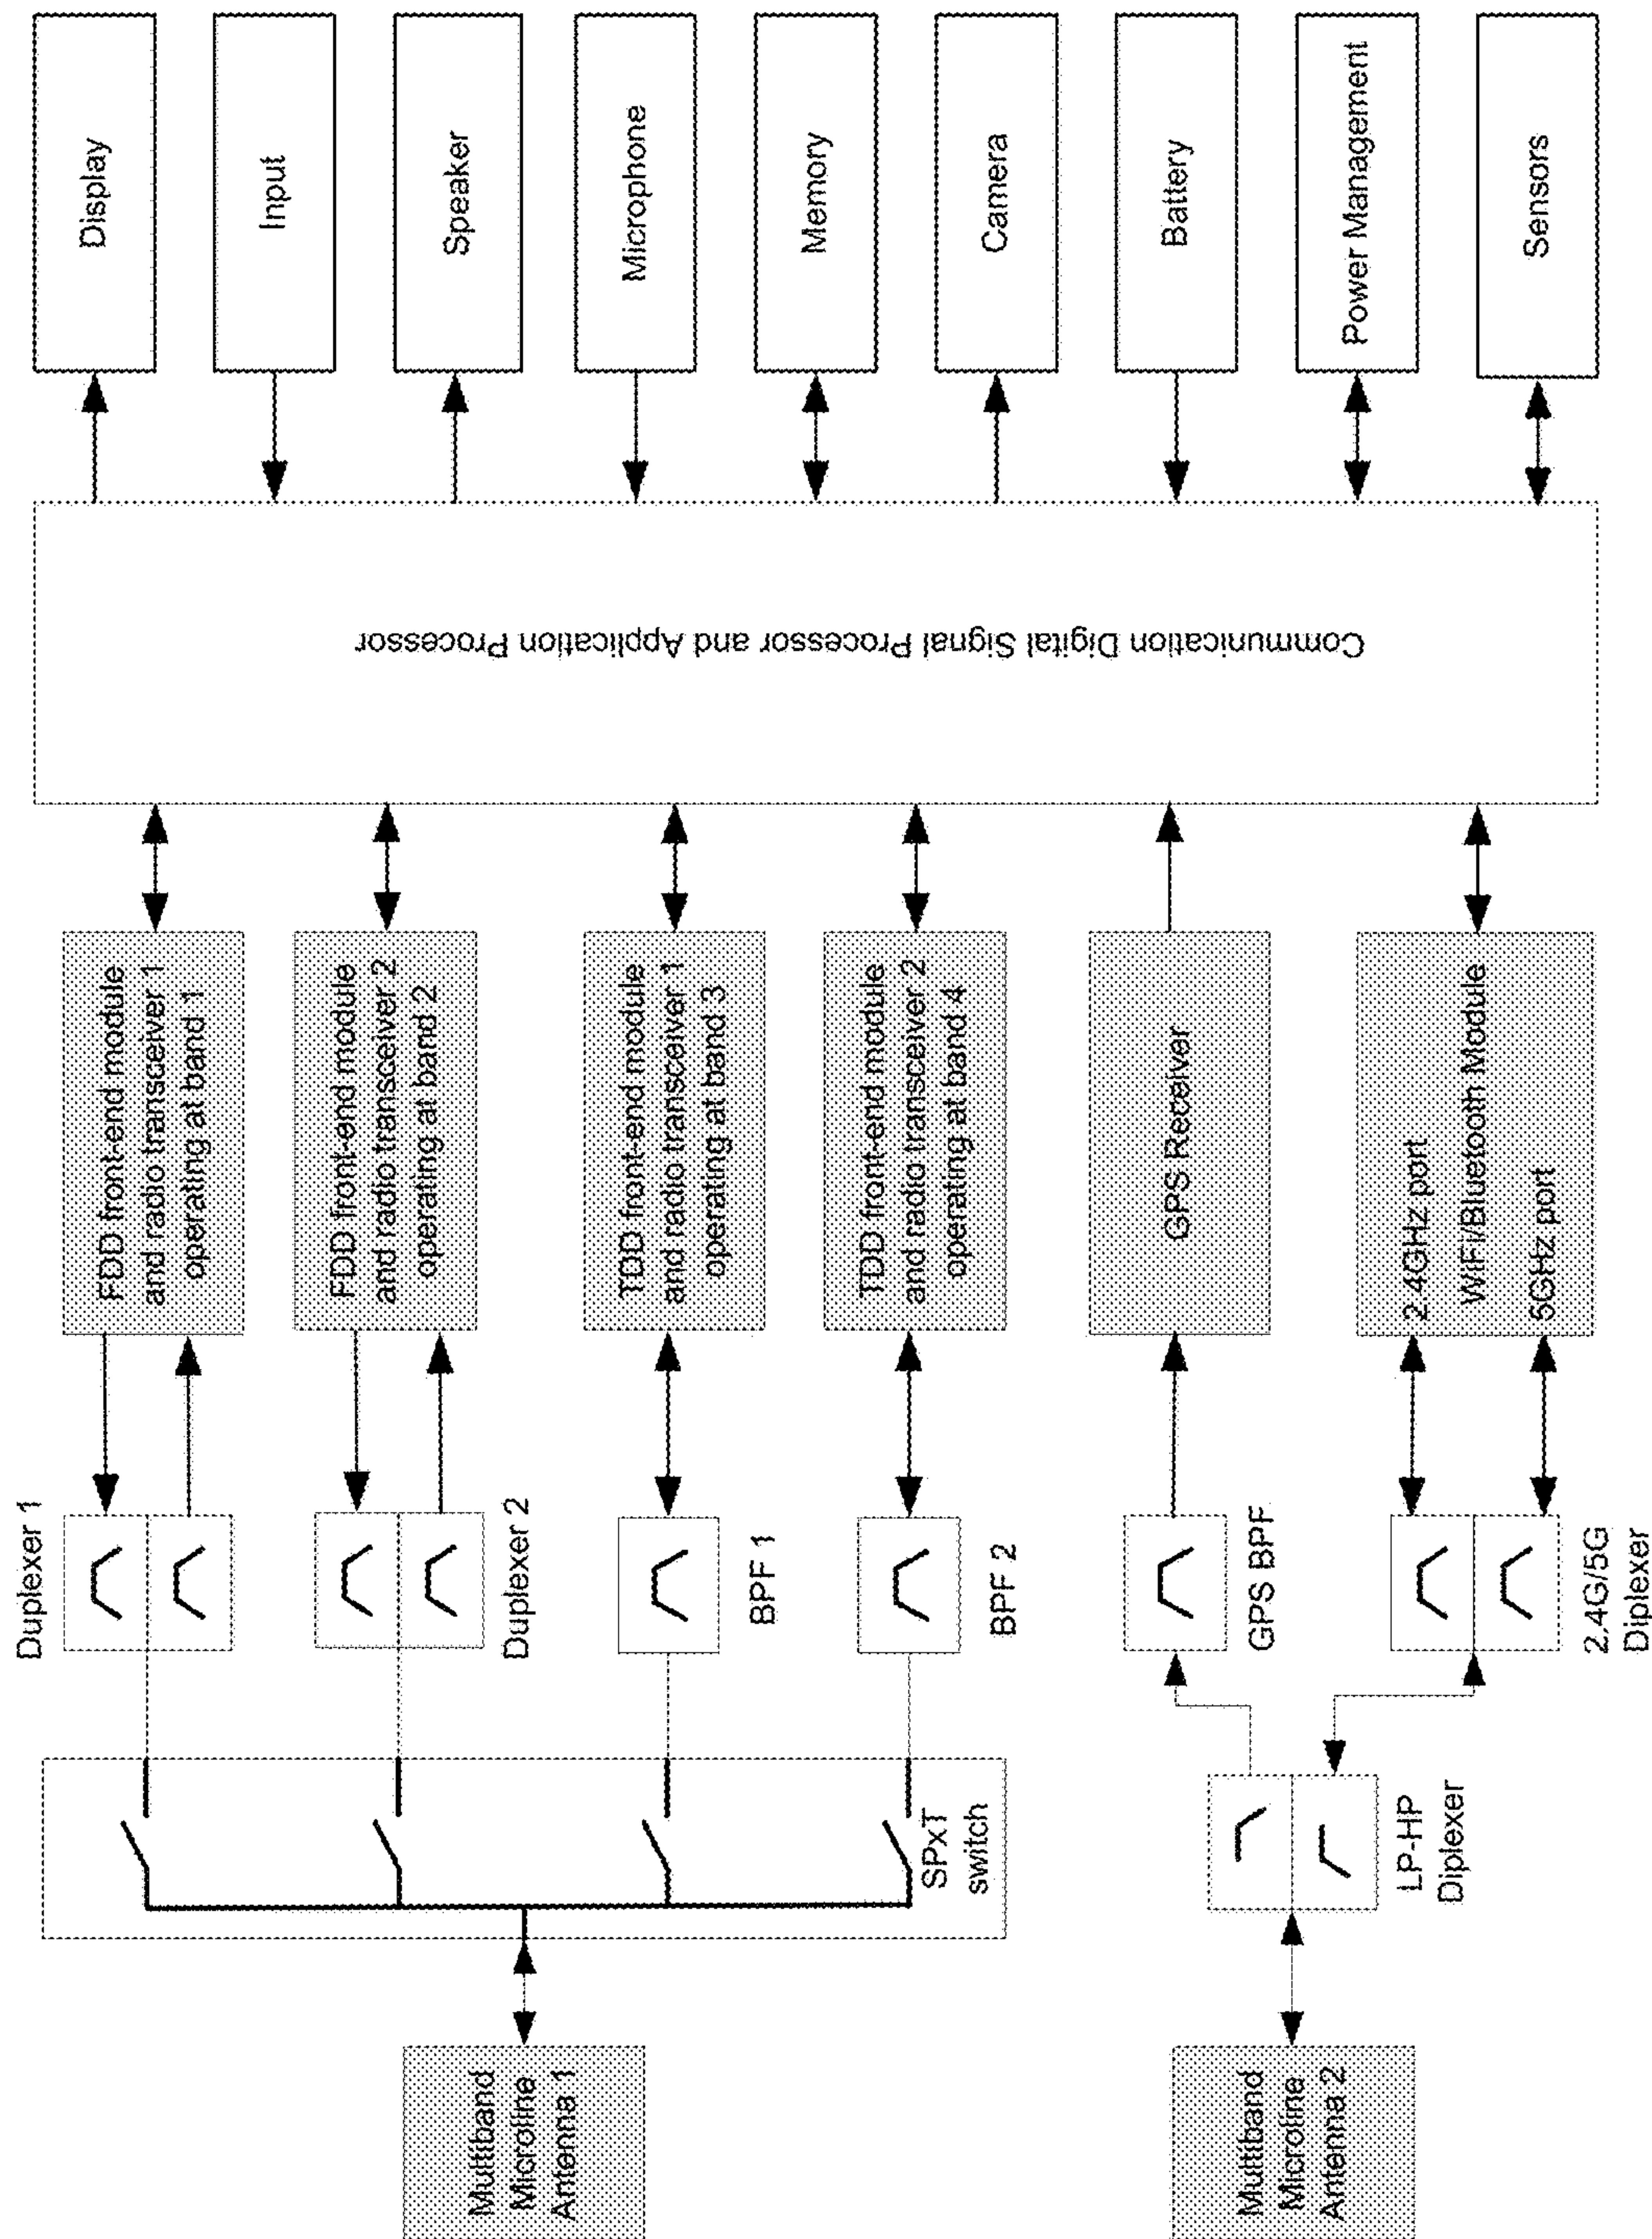 Multiband
Microline
Antenna 1
SPxT
switch
Duplexer 1
Duplexer 2
BPF 1
BPF 2
FDD front-end module
and radio transceiver 1
operating at band 1
FDD front-end module
and radio transceiver 2
operating at band 2
TDD front-end module
and radio transceiver 1
operating at band 3
TDD front-end module
and radio transceiver 2
operating at band 4
Multiband
Microline
Antenna 2
LP-HP
Diplexer
GPS BPF
2.4G/5G
Diplexer
GPS Receiver
2.4GHz port
WiFi/Bluetooth Module
5GHz port
Communication Digital Signal Processor and Application Processor
Display
Input
Speaker
Microphone
Memory
Camera
Battery
Power Management
Sensors